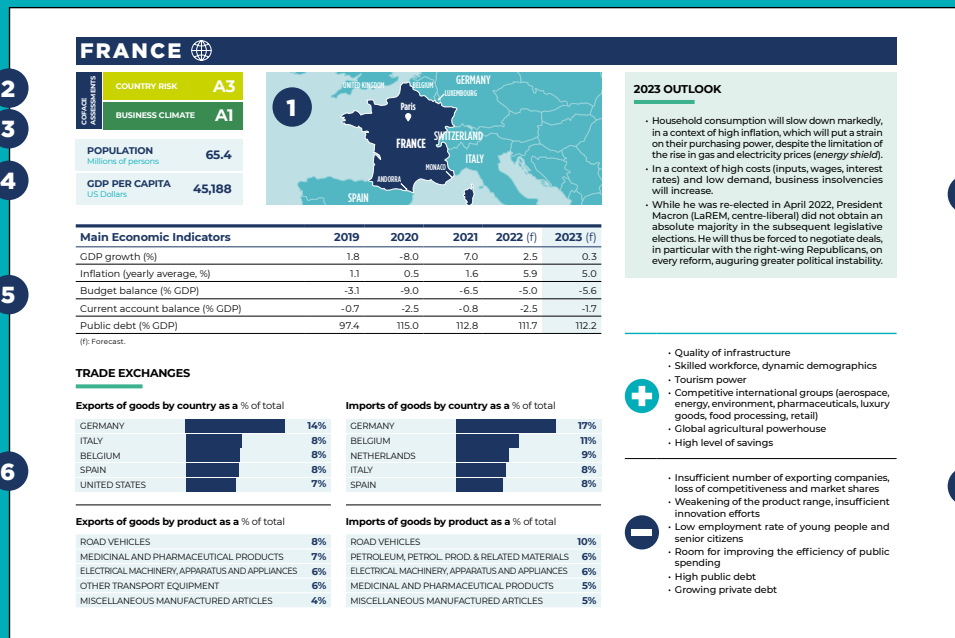 FRANCE
2
3
4
5
6
COFACE
ASSESSMENTS
COUNTRY RISK A3
BUSINESS CLIMATE A1
POPULATION 65.4
Millions of persons
GDP PER CAPITA 45,188
US Dollars
1
UNITED KINGDOM
BELGIUM
GERMANY
LUXEMBOURG
Paris
FRANCE
SWITZERLAND
ITALY
MONACO
ANDORRA
SPAIN
Main Economic Indicators 2019 2020 2021 2022 (f) 2023 (f)
GDP growth (%) 1.8 -8.0 7.0 2.5 0.3
Inflation (yearly average, %) 1.1 0.5 1.6 5.9 5.0
Budget balance (% GDP) -3.1 -9.0 -6.5 -5.0 -5.6
Current account balance (% GDP) -0.7 -2.5 -0.8 -2.5 -1.7
Public debt (% GDP) 97.4 115.0 112.8 111.7 112.2
(f): Forecast.
TRADE EXCHANGES
Exports of goods by country as a % of total
GERMANY 14%
ITALY 8%
BELGIUM 8%
SPAIN 8%
UNITED STATES 7%
Imports of goods by country as a % of total
GERMANY 17%
BELGIUM 11%
NETHERLANDS 9%
ITALY 8%
SPAIN 8%
Exports of goods by product as a % of total
ROAD VEHICLES 8%
MEDICINAL AND PHARMACEUTICAL PRODUCTS 7%
ELECTRICAL MACHINERY, APPARATUS AND APPLIANCES 6%
OTHER TRANSPORT EQUIPMENT 6%
MISCELLANEOUS MANUFACTURED ARTICLES 4%
Imports of goods by product as a % of total
ROAD VEHICLES 10%
PETROLEUM, PETROL. PROD. & RELATED MATERIALS 6%
ELECTRICAL MACHINERY, APPARATUS AND APPLIANCES 6%
MEDICINAL AND PHARMACEUTICAL PRODUCTS 5%
MISCELLANEOUS MANUFACTURED ARTICLES 5%
2023 OUTLOOK
• Household consumption will slow down markedly,
in a context of high inflation, which will put a strain
on their purchasing power, despite the limitation of
the rise in gas and electricity prices (energy shield).
• In a context of high costs (inputs, wages, interest
rates) and low demand, business insolvencies
will increase.
• While he was re-elected in April 2022, President
Macron (LaREM, centre-liberal) did not obtain an
absolute majority in the subsequent legislative
elections. He will thus be forced to negotiate deals,
in particular with the right-wing Republicans, on
every reform, auguring greater political instability.
• Quality of infrastructure
• Skilled workforce, dynamic demographics
• Tourism power
• Competitive international groups (aerospace,
energy, environment, pharmaceuticals, luxury
goods, food processing, retail)
• Global agricultural powerhouse
• High level of savings
• Insufficient number of exporting companies,
loss of competitiveness and market shares
• Weakening of the product range, insufficient
innovation efforts
• Low employment rate of young people and
senior citizens
• Room for improving the efficiency of public
spending
• High public debt
• Growing private debt